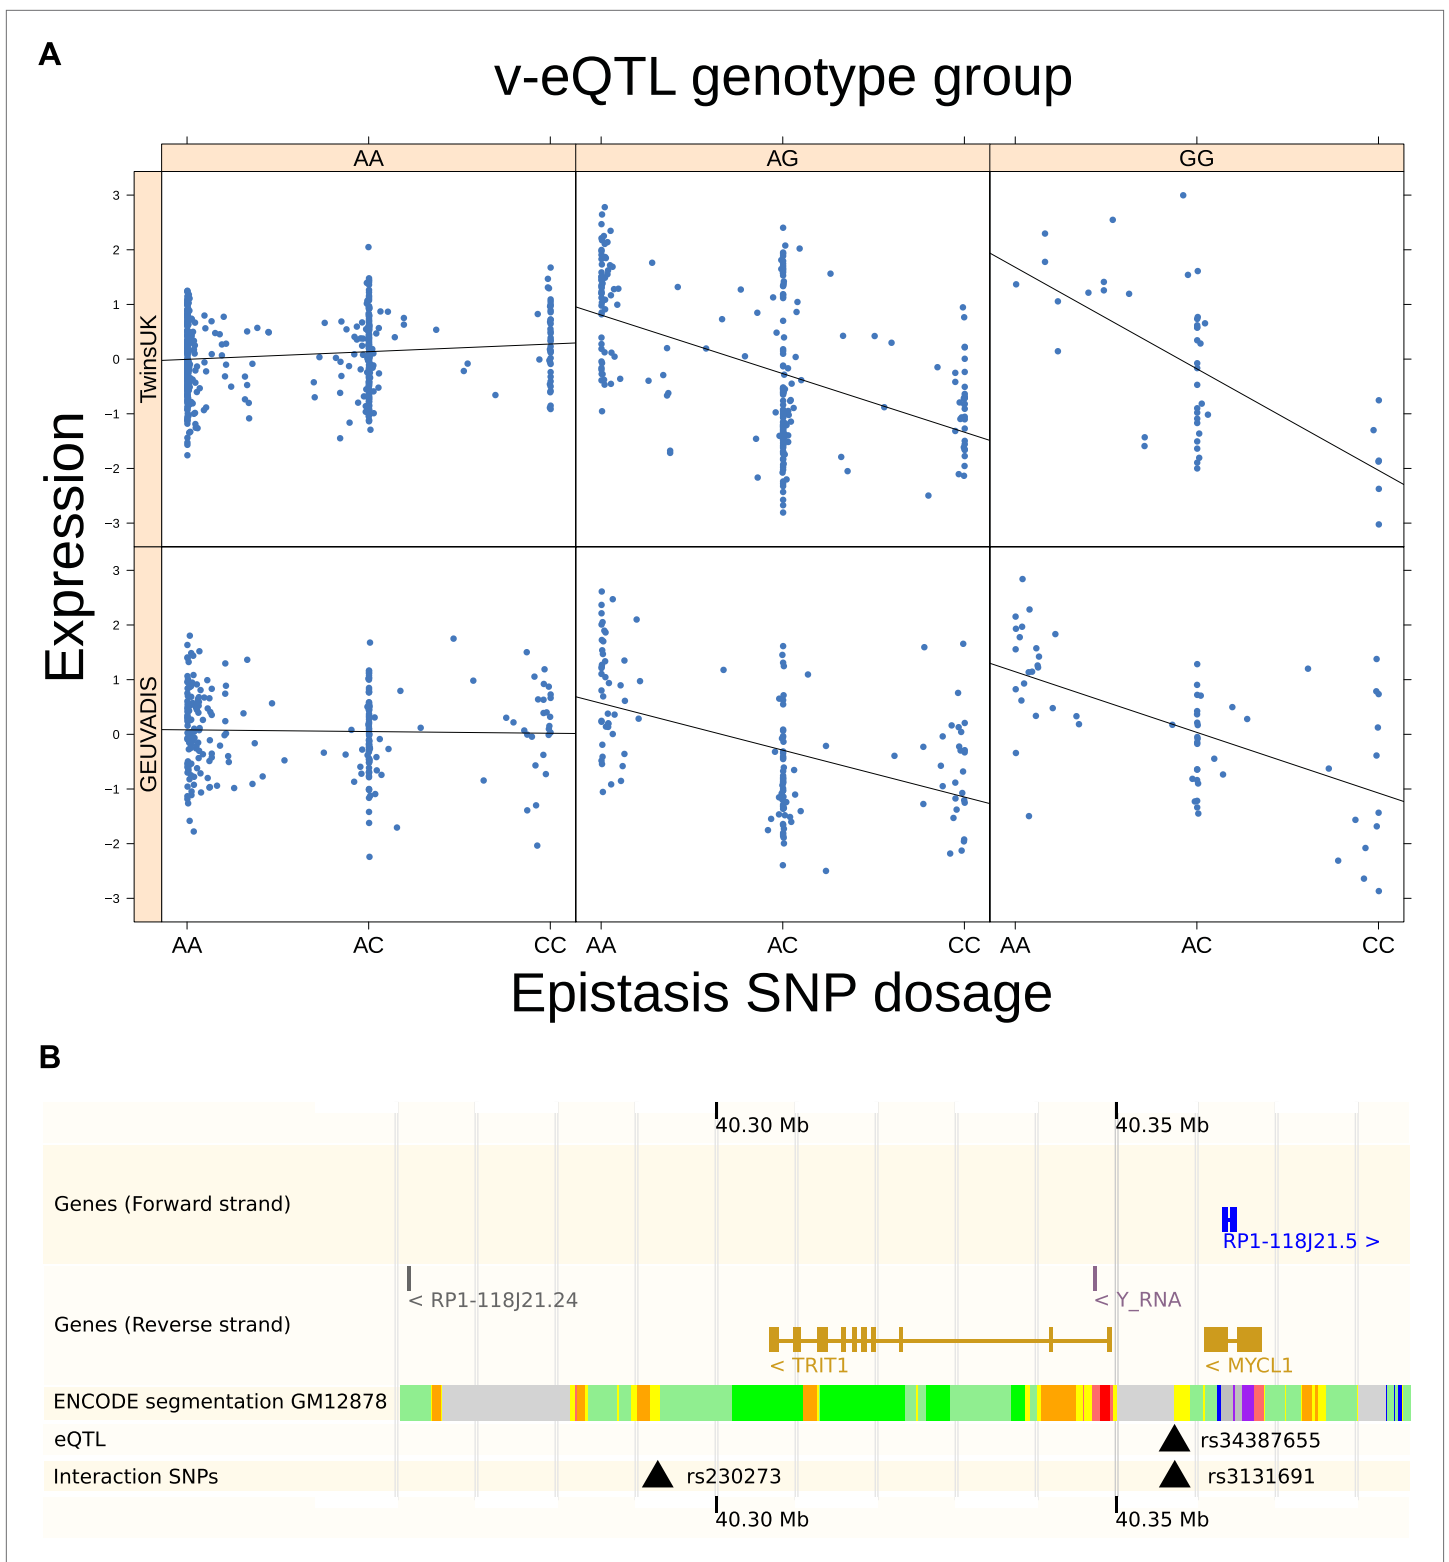 A
v-eQTL genotype group
AA AG GG
TwinsUK
3
2
1
0
−1
−2
−3
Expression
GEUVADIS
3
2
1
0
−1
−2
−3
AA AC CC AA AC CC AA AC CC
Epistasis SNP dosage
B
40.30 Mb 40.35 Mb
Genes (Forward strand)
RP1-118J21.5 >
< RP1-118J21.24 < Y_RNA
Genes (Reverse strand)
< TRIT1 < MYCL1
ENCODE segmentation GM12878
eQTL rs34387655
Interaction SNPs rs230273 rs3131691
40.30 Mb 40.35 Mb